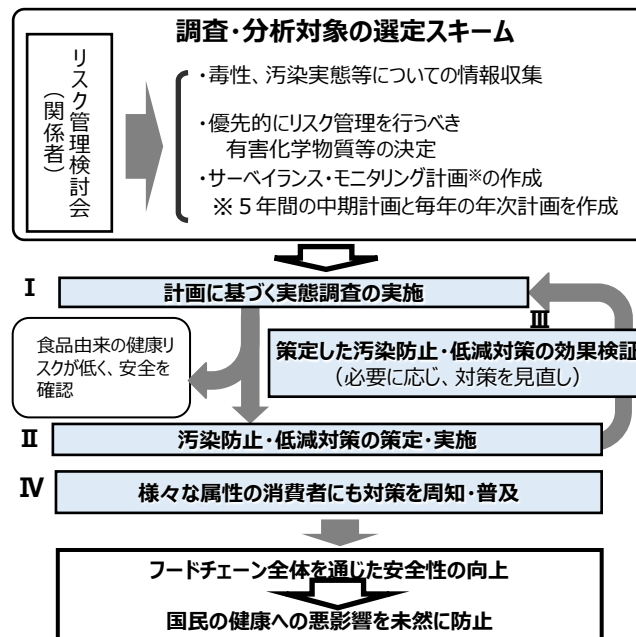 調査・分析対象の選定スキーム
リスク管理検討会
（関係者）
・毒性、汚染実態等についての情報収集
・優先的にリスク管理を行うべき
有害化学物質等の決定
・サーベイランス・モニタリング計画※の作成
※５年間の中期計画と毎年の年次計画を作成
Ⅰ
計画に基づく実態調査の実施
食品由来の健康リ
スクが低く、安全を
確認
Ⅲ
策定した汚染防止・低減対策の効果検証
（必要に応じ、対策を見直し）
Ⅱ
汚染防止・低減対策の策定・実施
Ⅳ
様々な属性の消費者にも対策を周知・普及
フードチェーン全体を通じた安全性の向上
国民の健康への悪影響を未然に防止